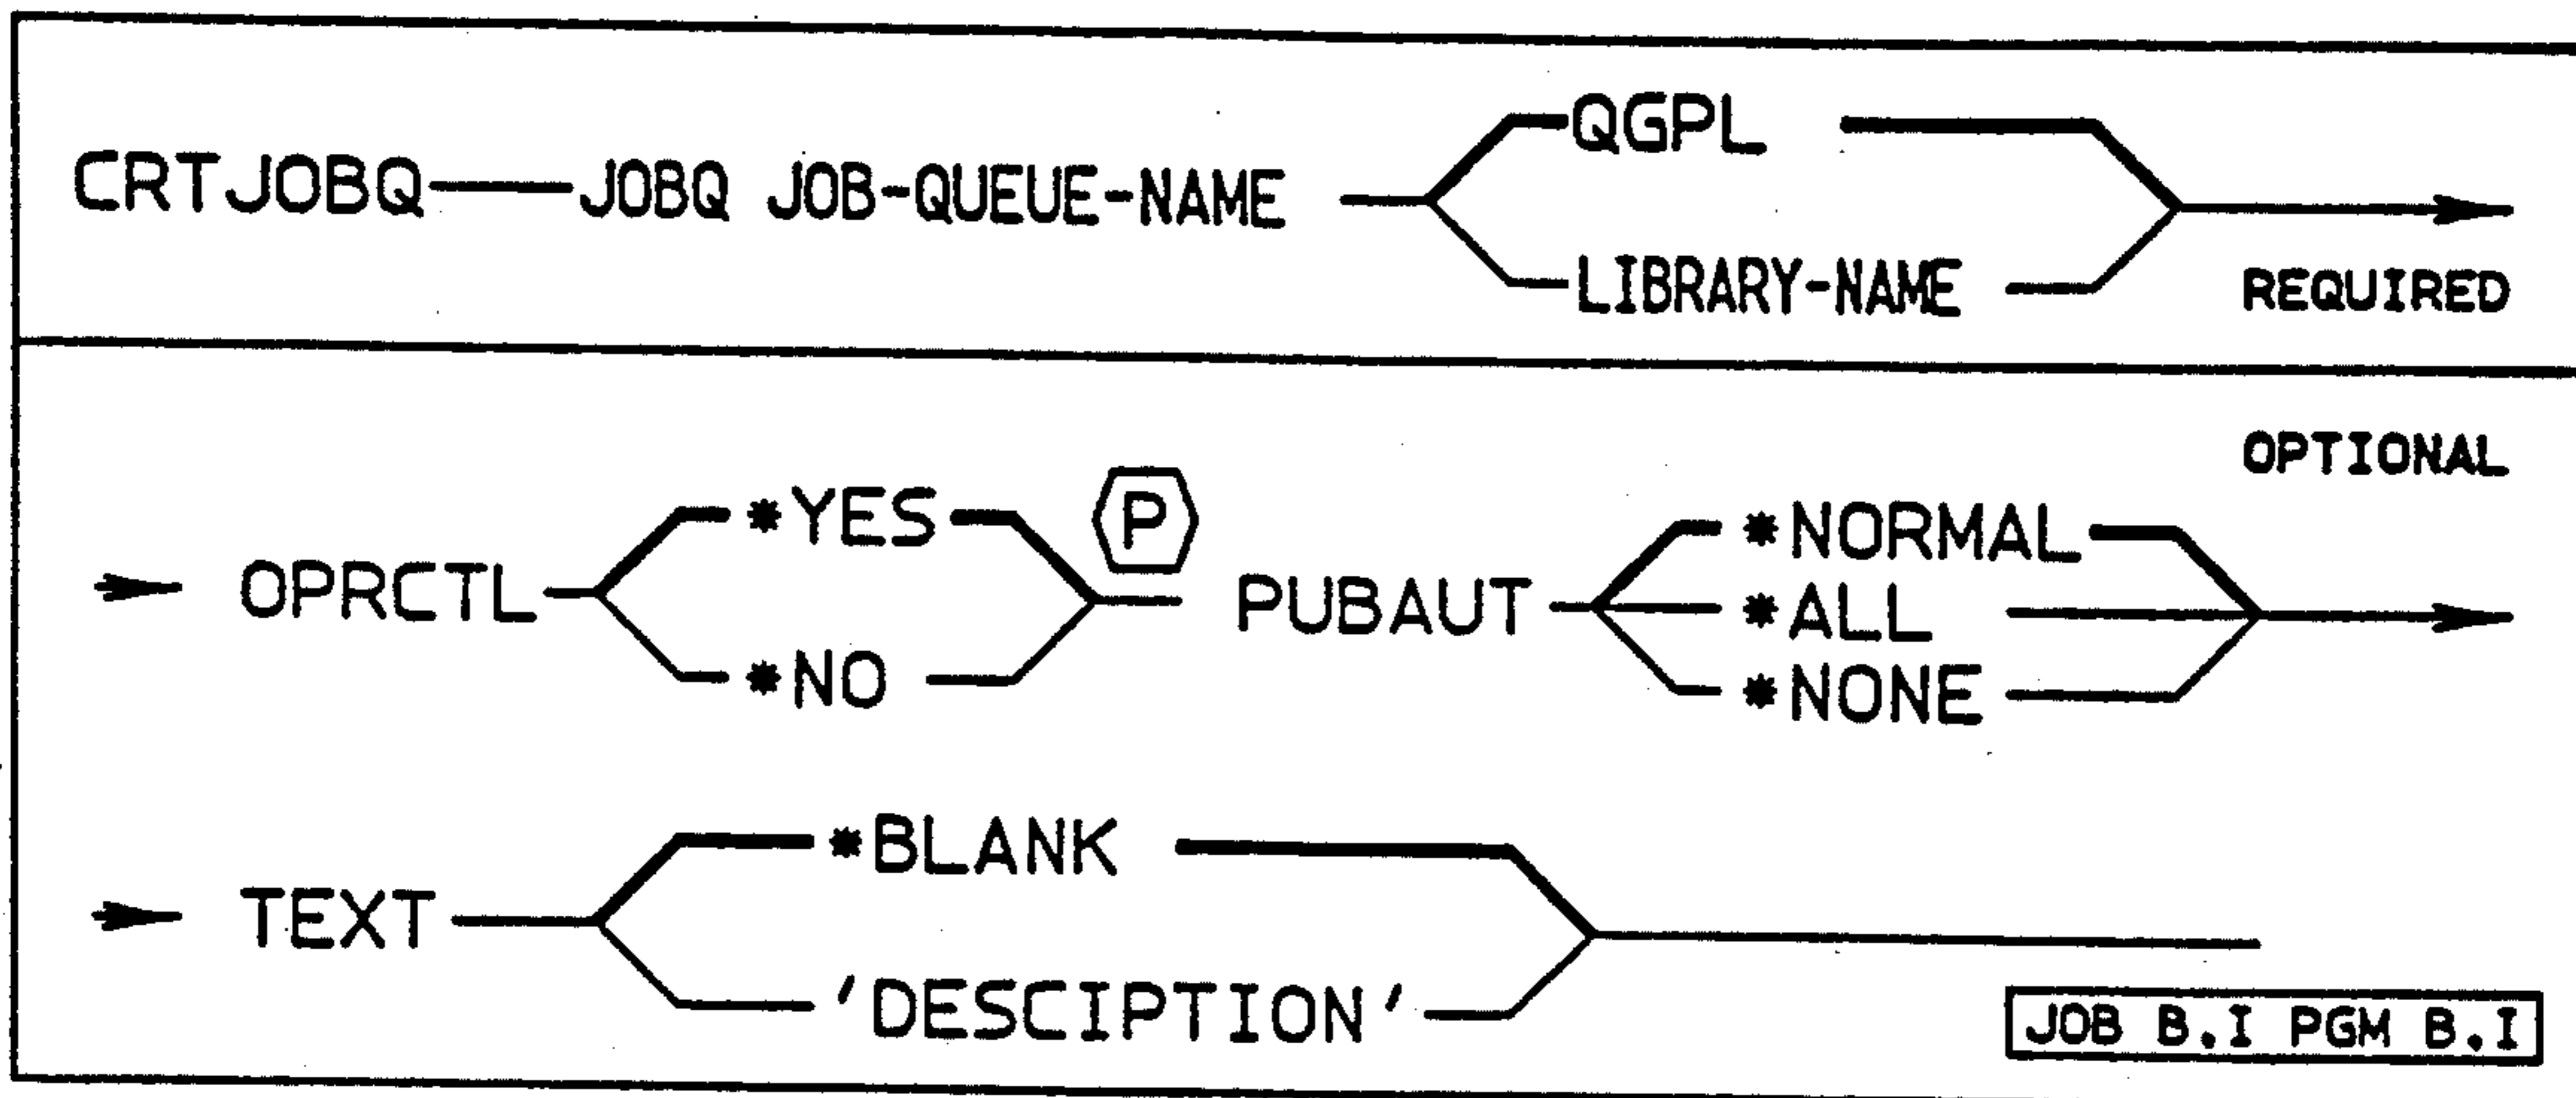 QGPL
CRTJOBQ JOBQ JOB-QUEUE-NAME
LIBRARY-NAME
REQUIRED
OPTIONAL
*YES P *NORMAL
OPRCTL PUBAUT *ALL
*NO *NONE
*BLANK
TEXT
'DESCIPTION'
JOB B.I PGM B.I